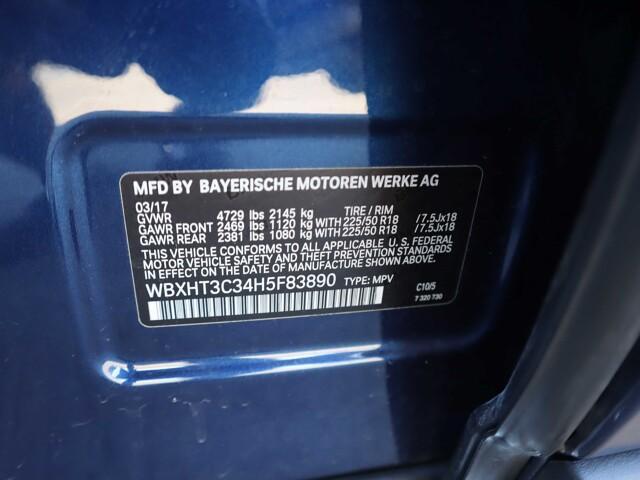 MFD BY BAYERISCHE MOTOREN WERKE AG
03/17 TIRE / RIM
GVWR 4729 lbs 2145 kg
GAWR FRONT 2469 lbs 1120 kg WITH 225/50 R18 / 7.5Jx18
GAWR REAR 2381 lbs 1080 kg WITH 225/50 R18 / 7.5Jx18
THIS VEHICLE CONFORMS TO ALL APPLICABLE U.S. FEDERAL
MOTOR VEHICLE SAFETY AND THEFT PREVENTION STANDARDS
IN EFFECT ON THE DATE OF MANUFACTURE SHOWN ABOVE.
WBXHT3C34H5F83890 TYPE: MPV
C10/5
7 320 730